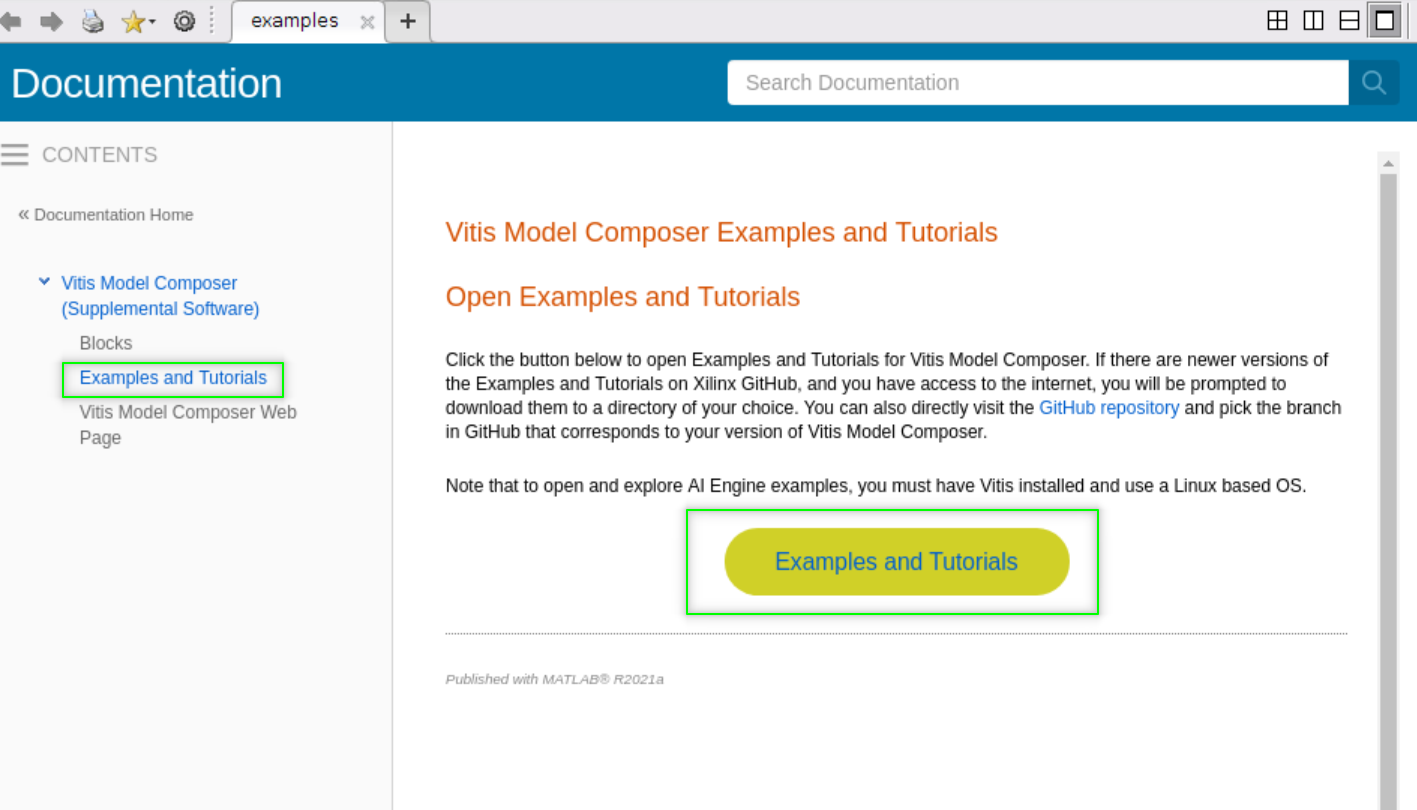 examples
Documentation
Search Documentation
CONTENTS
« Documentation Home
Vitis Model Composer
(Supplemental Software)
Blocks
Examples and Tutorials
Vitis Model Composer Web
Page
Vitis Model Composer Examples and Tutorials
Open Examples and Tutorials
Click the button below to open Examples and Tutorials for Vitis Model Composer. If there are newer versions of
the Examples and Tutorials on Xilinx GitHub, and you have access to the internet, you will be prompted to
download them to a directory of your choice. You can also directly visit the GitHub repository and pick the branch
in GitHub that corresponds to your version of Vitis Model Composer.
Note that to open and explore AI Engine examples, you must have Vitis installed and use a Linux based OS.
Examples and Tutorials
Published with MATLAB® R2021a